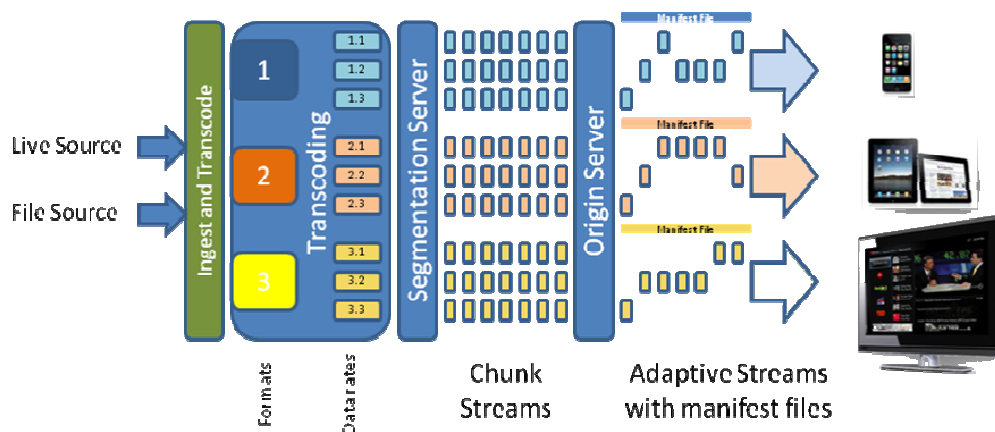 Live Source
File Source
Ingest and Transcode
1
2
3
Transcoding
1.1
1.2
1.3
2.1
2.2
2.3
3.1
3.2
3.3
Formats
Data rates
Segmentation Server
Chunk
Streams
Origin Server
Manifest File
Manifest File
Manifest File
Adaptive Streams
with manifest files